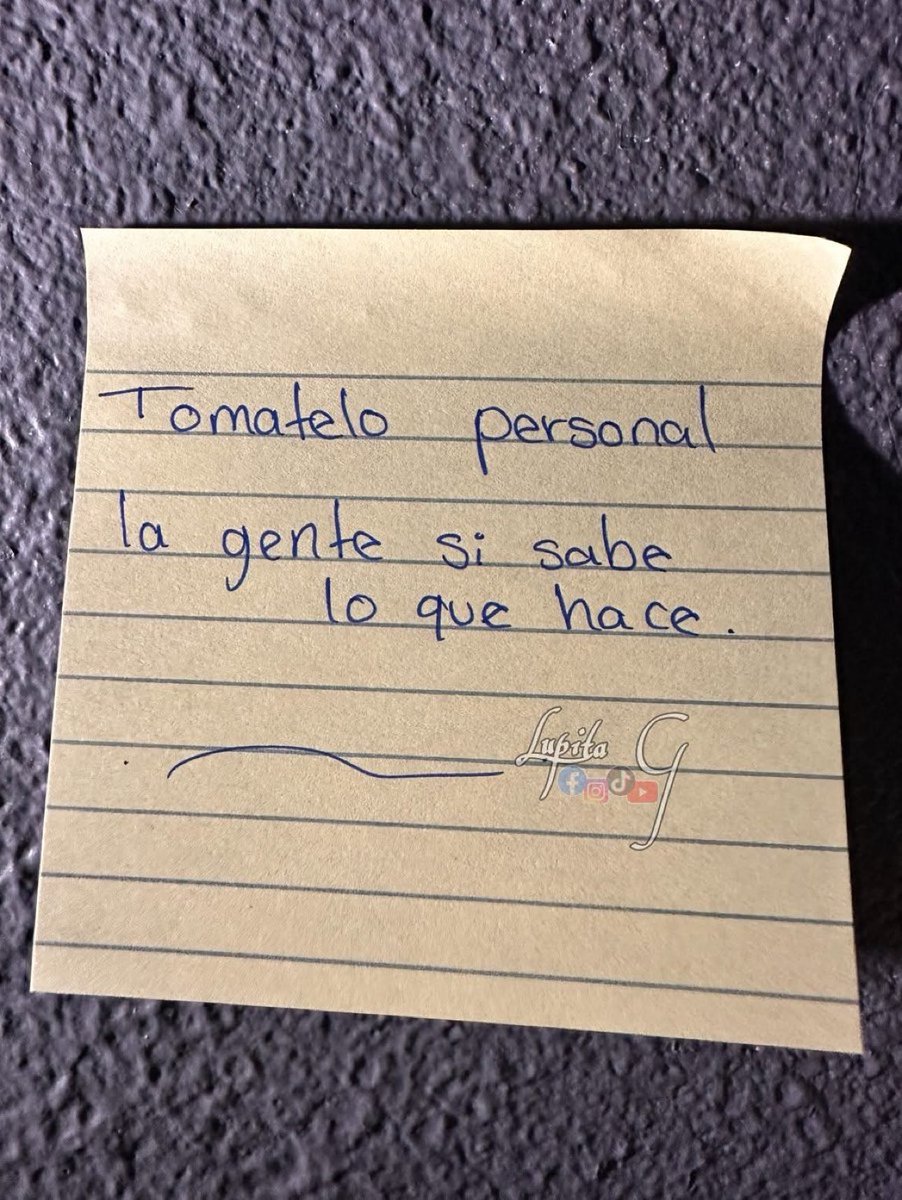 Tomatelo personal
la gente si sabe
lo que hace.
Lupita G